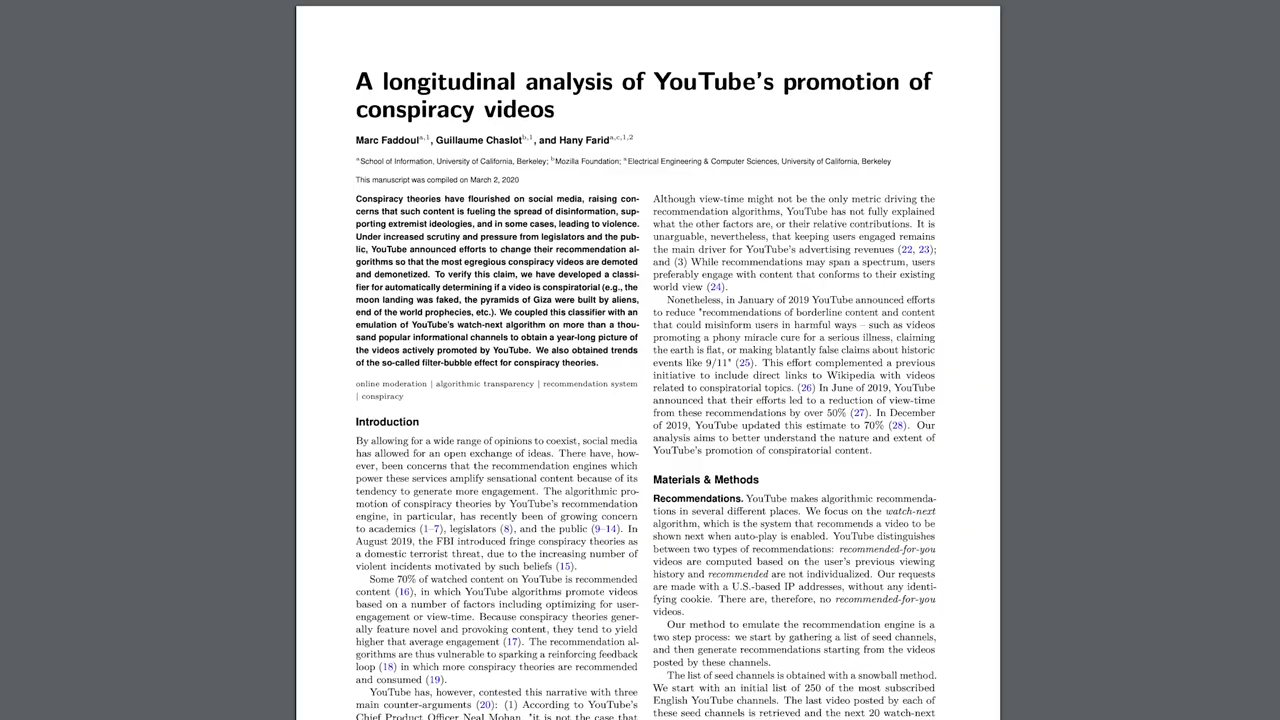 A longitudinal analysis of YouTube's promotion of
conspiracy videos
Marc Faddoul^a,1, Guillaume Chaslot^b,1, and Hany Farid^a,c,1,2
^a School of Information, University of California, Berkeley; ^b Mozilla Foundation; ^a Electrical Engineering & Computer Sciences, University of California, Berkeley
This manuscript was compiled on March 2, 2020
Conspiracy theories have flourished on social media, raising con-
cerns that such content is fueling the spread of disinformation, sup-
porting extremist ideologies, and in some cases, leading to violence.
Under increased scrutiny and pressure from legislators and the pub-
lic, YouTube announced efforts to change their recommendation al-
gorithms so that the most egregious conspiracy videos are demoted
and demonetized. To verify this claim, we have developed a classi-
fier for automatically determining if a video is conspiratorial (e.g., the
moon landing was faked, the pyramids of Giza were built by aliens,
end of the world prophecies, etc.). We coupled this classifier with an
emulation of YouTube's watch-next algorithm on more than a thou-
sand popular informational channels to obtain a year-long picture of
the videos actively promoted by YouTube. We also obtained trends
of the so-called filter-bubble effect for conspiracy theories.
online moderation | algorithmic transparency | recommendation system
| conspiracy
Introduction
By allowing for a wide range of opinions to coexist, social media
has allowed for an open exchange of ideas. There have, how-
ever, been concerns that the recommendation engines which
power these services amplify sensational content because of its
tendency to generate more engagement. The algorithmic pro-
motion of conspiracy theories by YouTube's recommendation
engine, in particular, has recently been of growing concern
to academics (1–7), legislators (8), and the public (9–14). In
August 2019, the FBI introduced fringe conspiracy theories as
a domestic terrorist threat, due to the increasing number of
violent incidents motivated by such beliefs (15).
Some 70% of watched content on YouTube is recommended
content (16), in which YouTube algorithms promote videos
based on a number of factors including optimizing for user-
engagement or view-time. Because conspiracy theories gener-
ally feature novel and provoking content, they tend to yield
higher that average engagement (17). The recommendation al-
gorithms are thus vulnerable to sparking a reinforcing feedback
loop (18) in which more conspiracy theories are recommended
and consumed (19).
YouTube has, however, contested this narrative with three
main counter-arguments (20): (1) According to YouTube's
Chief Product Officer Neal Mohan, "it is not the case that
Although view-time might not be the only metric driving the
recommendation algorithms, YouTube has not fully explained
what the other factors are, or their relative contributions. It is
unarguable, nevertheless, that keeping users engaged remains
the main driver for YouTube's advertising revenues (22, 23);
and (3) While recommendations may span a spectrum, users
preferably engage with content that conforms to their existing
world view (24).
Nonetheless, in January of 2019 YouTube announced efforts
to reduce "recommendations of borderline content and content
that could misinform users in harmful ways – such as videos
promoting a phony miracle cure for a serious illness, claiming
the earth is flat, or making blatantly false claims about historic
events like 9/11" (25). This effort complemented a previous
initiative to include direct links to Wikipedia with videos
related to conspiratorial topics. (26) In June of 2019, YouTube
announced that their efforts led to a reduction of view-time
from these recommendations by over 50% (27). In December
of 2019, YouTube updated this estimate to 70% (28). Our
analysis aims to better understand the nature and extent of
YouTube's promotion of conspiratorial content.
Materials & Methods
Recommendations. YouTube makes algorithmic recommenda-
tions in several different places. We focus on the watch-next
algorithm, which is the system that recommends a video to be
shown next when auto-play is enabled. YouTube distinguishes
between two types of recommendations: recommended-for-you
videos are computed based on the user's previous viewing
history and recommended are not individualized. Our requests
are made with a U.S.-based IP addresses, without any identi-
fying cookie. There are, therefore, no recommended-for-you
videos.
Our method to emulate the recommendation engine is a
two step process: we start by gathering a list of seed channels,
and then generate recommendations starting from the videos
posted by these channels.
The list of seed channels is obtained with a snowball method.
We start with an initial list of 250 of the most subscribed
English YouTube channels. The last video posted by each of
these seed channels is retrieved and the next 20 watch-next